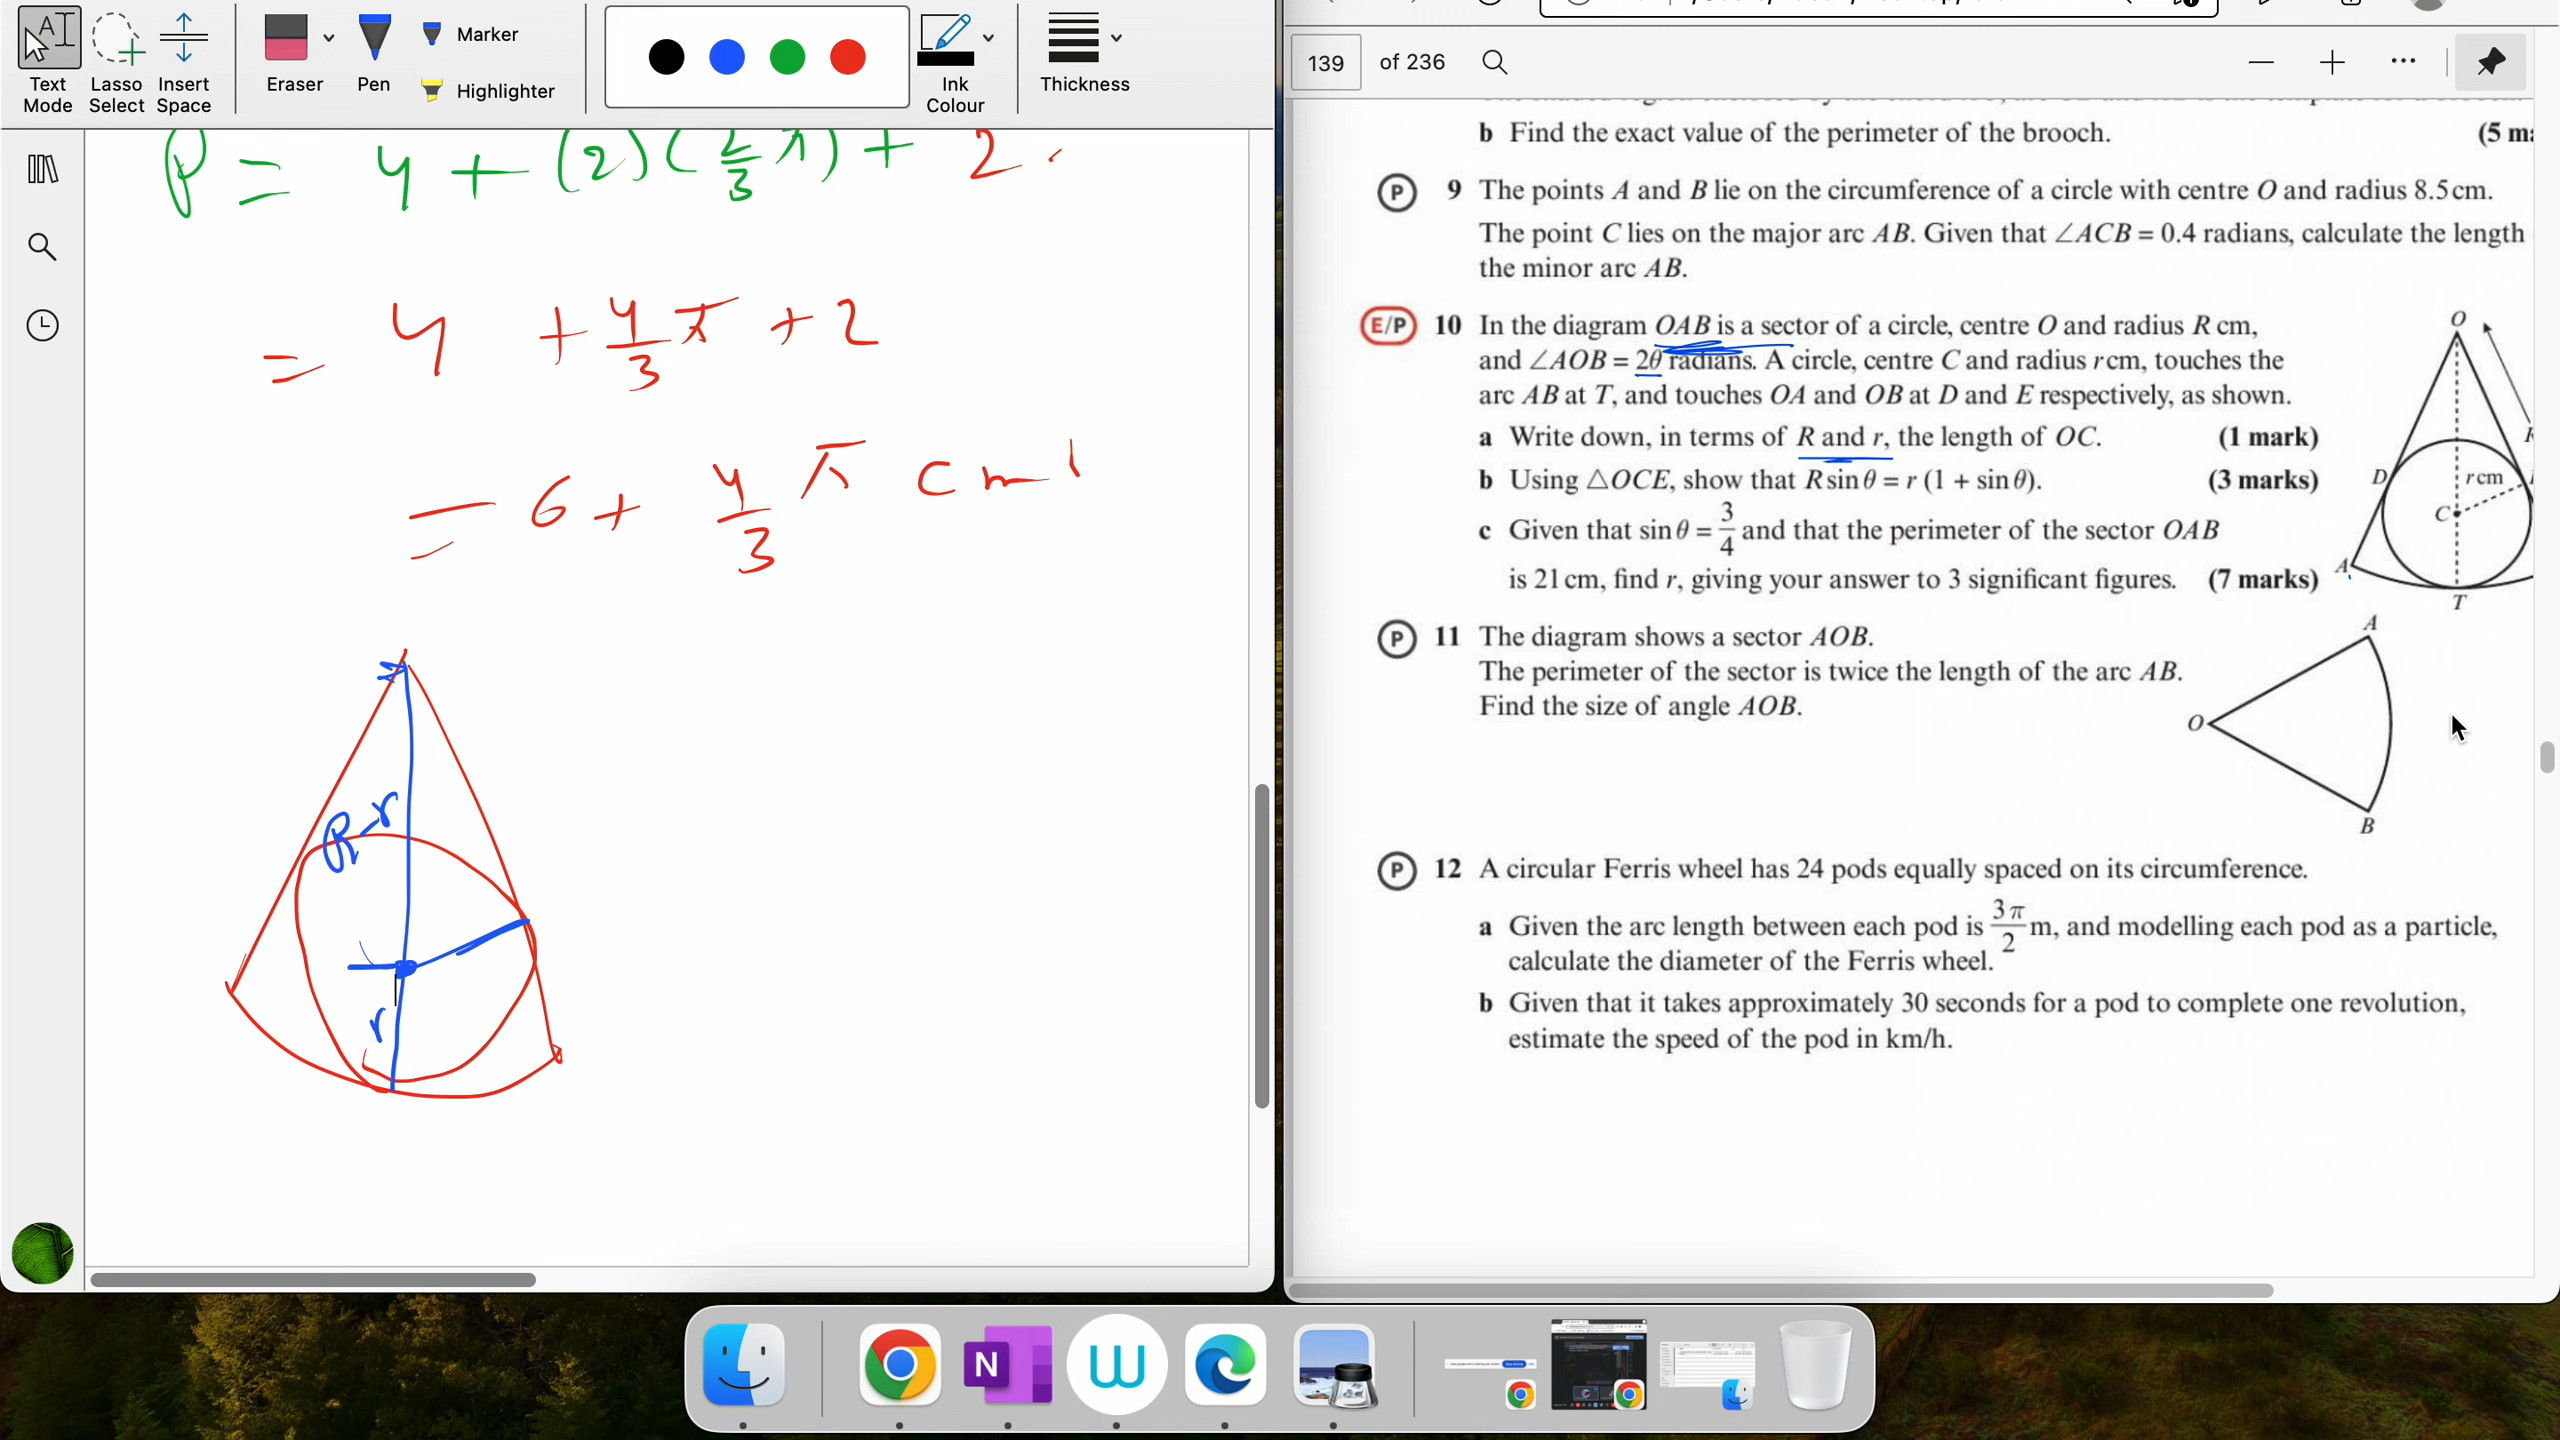 Text Mode
Lasso Select
Insert Space
Eraser
Pen
Marker
Highlighter
Ink Colour
Thickness
P = 4 + (2)(2/3 π) + 2.
= 4 + 4/3 π + 2
= 6 + 4/3 π cm
R-r
r
139 of 236
b Find the exact value of the perimeter of the brooch. (5 ma
P 9 The points A and B lie on the circumference of a circle with centre O and radius 8.5 cm.
The point C lies on the major arc AB. Given that ∠ACB = 0.4 radians, calculate the length
the minor arc AB.
E/P 10 In the diagram OAB is a sector of a circle, centre O and radius R cm,
and ∠AOB = 2θ radians. A circle, centre C and radius r cm, touches the
arc AB at T, and touches OA and OB at D and E respectively, as shown.
a Write down, in terms of R and r, the length of OC. (1 mark)
b Using △OCE, show that R sin θ = r (1 + sin θ). (3 marks)
c Given that sin θ = 3/4 and that the perimeter of the sector OAB
is 21 cm, find r, giving your answer to 3 significant figures. (7 marks)
O
D
r cm
C
A
T
P 11 The diagram shows a sector AOB.
The perimeter of the sector is twice the length of the arc AB.
Find the size of angle AOB.
A
O
B
P 12 A circular Ferris wheel has 24 pods equally spaced on its circumference.
a Given the arc length between each pod is 3π/2 m, and modelling each pod as a particle,
calculate the diameter of the Ferris wheel.
b Given that it takes approximately 30 seconds for a pod to complete one revolution,
estimate the speed of the pod in km/h.
N
W